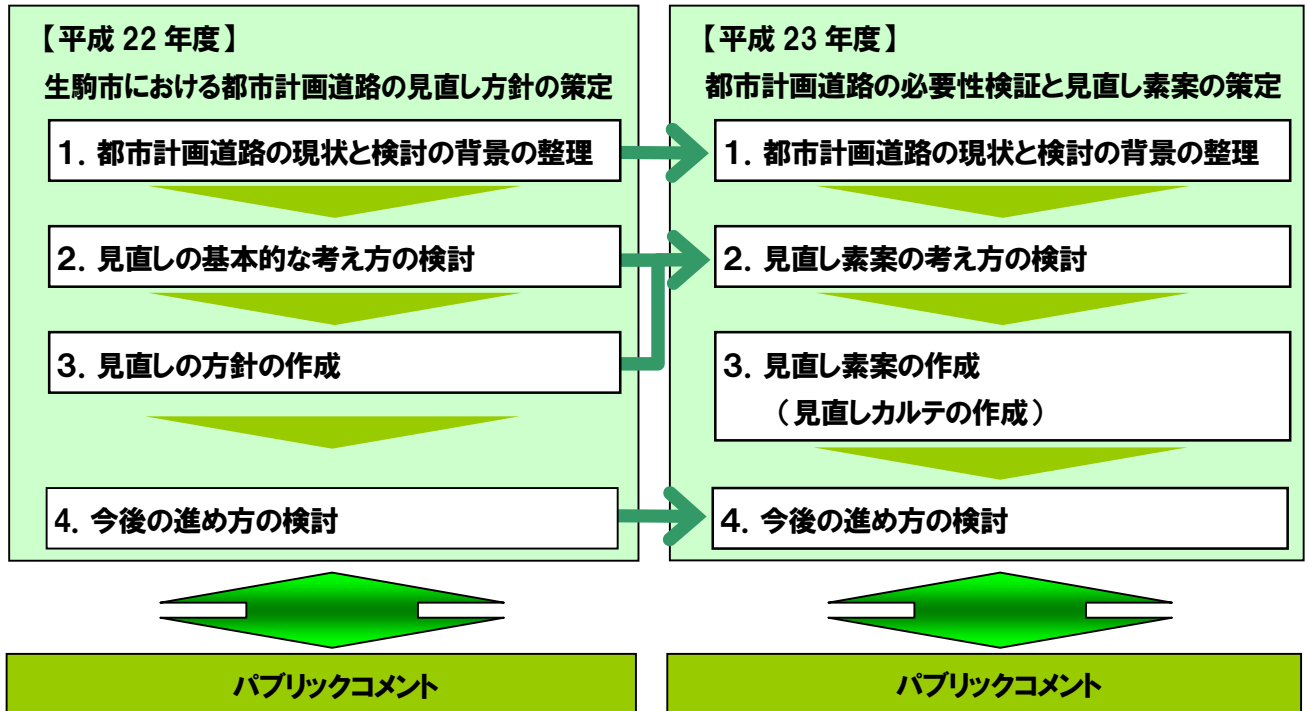 【平成 22 年度】
生駒市における都市計画道路の見直し方針の策定
1．都市計画道路の現状と検討の背景の整理
2．見直しの基本的な考え方の検討
3．見直しの方針の作成
4．今後の進め方の検討
パブリックコメント
【平成 23 年度】
都市計画道路の必要性検証と見直し素案の策定
1．都市計画道路の現状と検討の背景の整理
2．見直し素案の考え方の検討
3．見直し素案の作成
（見直しカルテの作成）
4．今後の進め方の検討
パブリックコメント